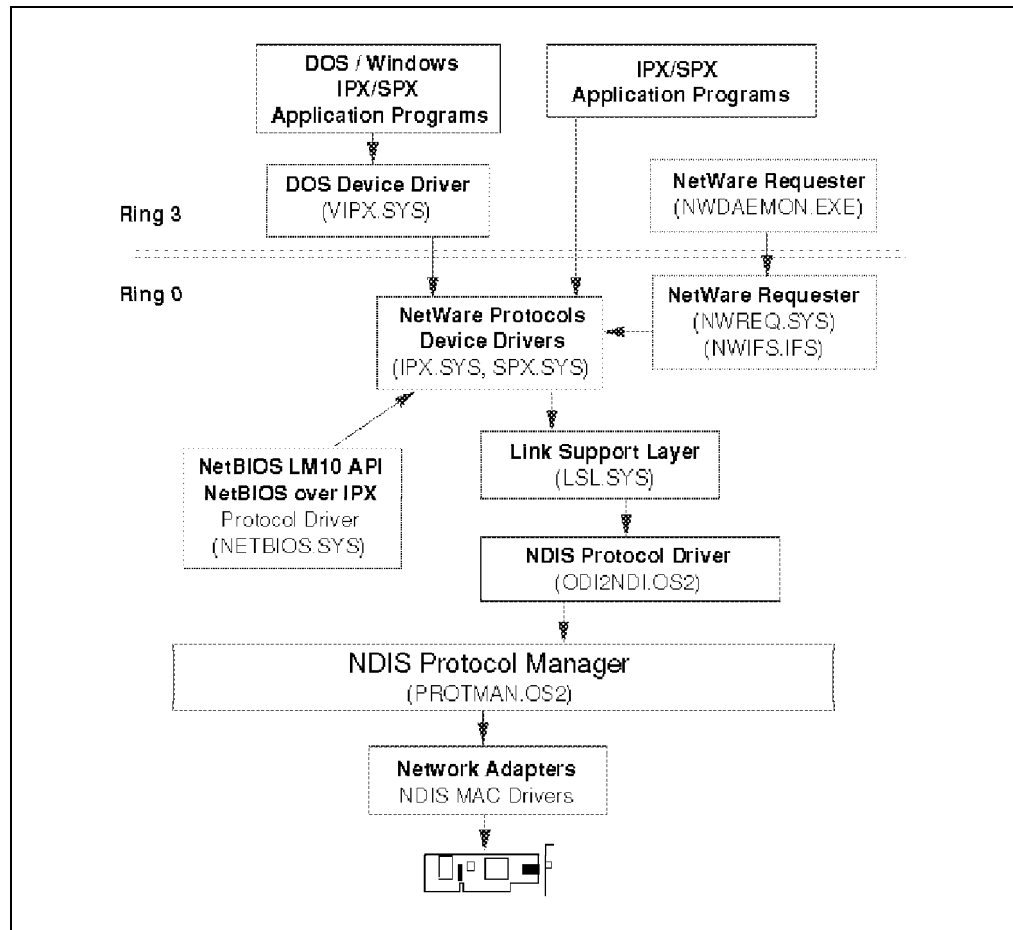 DOS / Windows
IPX/SPX
Application Programs
IPX/SPX
Application Programs
DOS Device Driver
(VIPX.SYS)
NetWare Requester
(NWDAEMON.EXE)
Ring 3
Ring 0
NetWare Protocols
Device Drivers
(IPX.SYS, SPX.SYS)
NetWare Requester
(NWREQ.SYS)
(NWIFS.IFS)
NetBIOS LM10 API
NetBIOS over IPX
Protocol Driver
(NETBIOS.SYS)
Link Support Layer
(LSL.SYS)
NDIS Protocol Driver
(ODI2NDI.OS2)
NDIS Protocol Manager
(PROTMAN.OS2)
Network Adapters
NDIS MAC Drivers